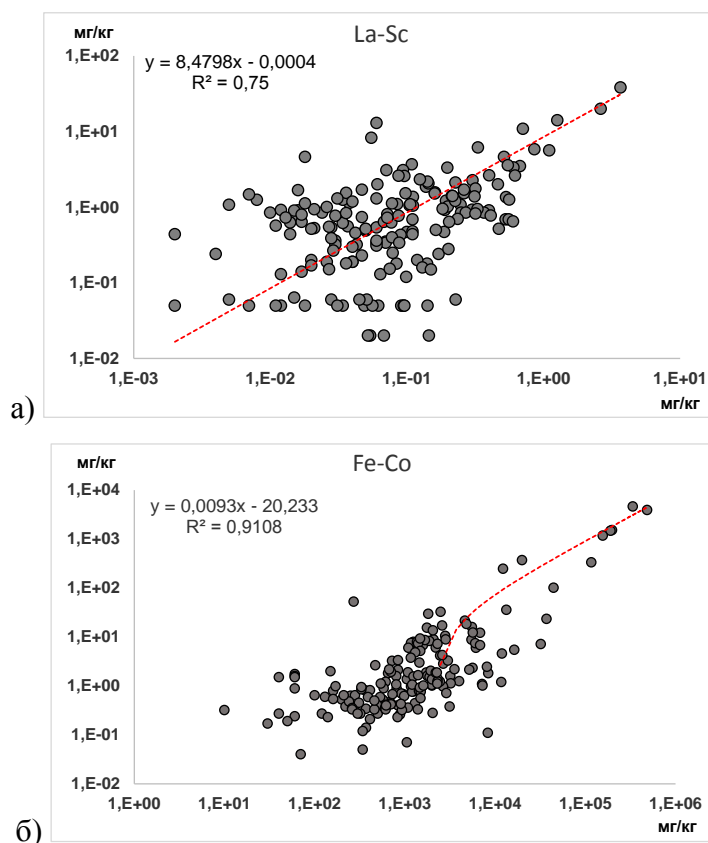 мг/кг
La-Sc
y = 8,4798x - 0,0004
R² = 0,75
1,E+02
1,E+01
1,E+00
1,E-01
1,E-02
1,E-03 1,E-02 1,E-01 1,E+00 1,E+01
мг/кг
а)
мг/кг
Fe-Co
y = 0,0093x - 20,233
R² = 0,9108
1,E+04
1,E+03
1,E+02
1,E+01
1,E+00
1,E-01
1,E-02
1,E+00 1,E+01 1,E+02 1,E+03 1,E+04 1,E+05 1,E+06
мг/кг
б)